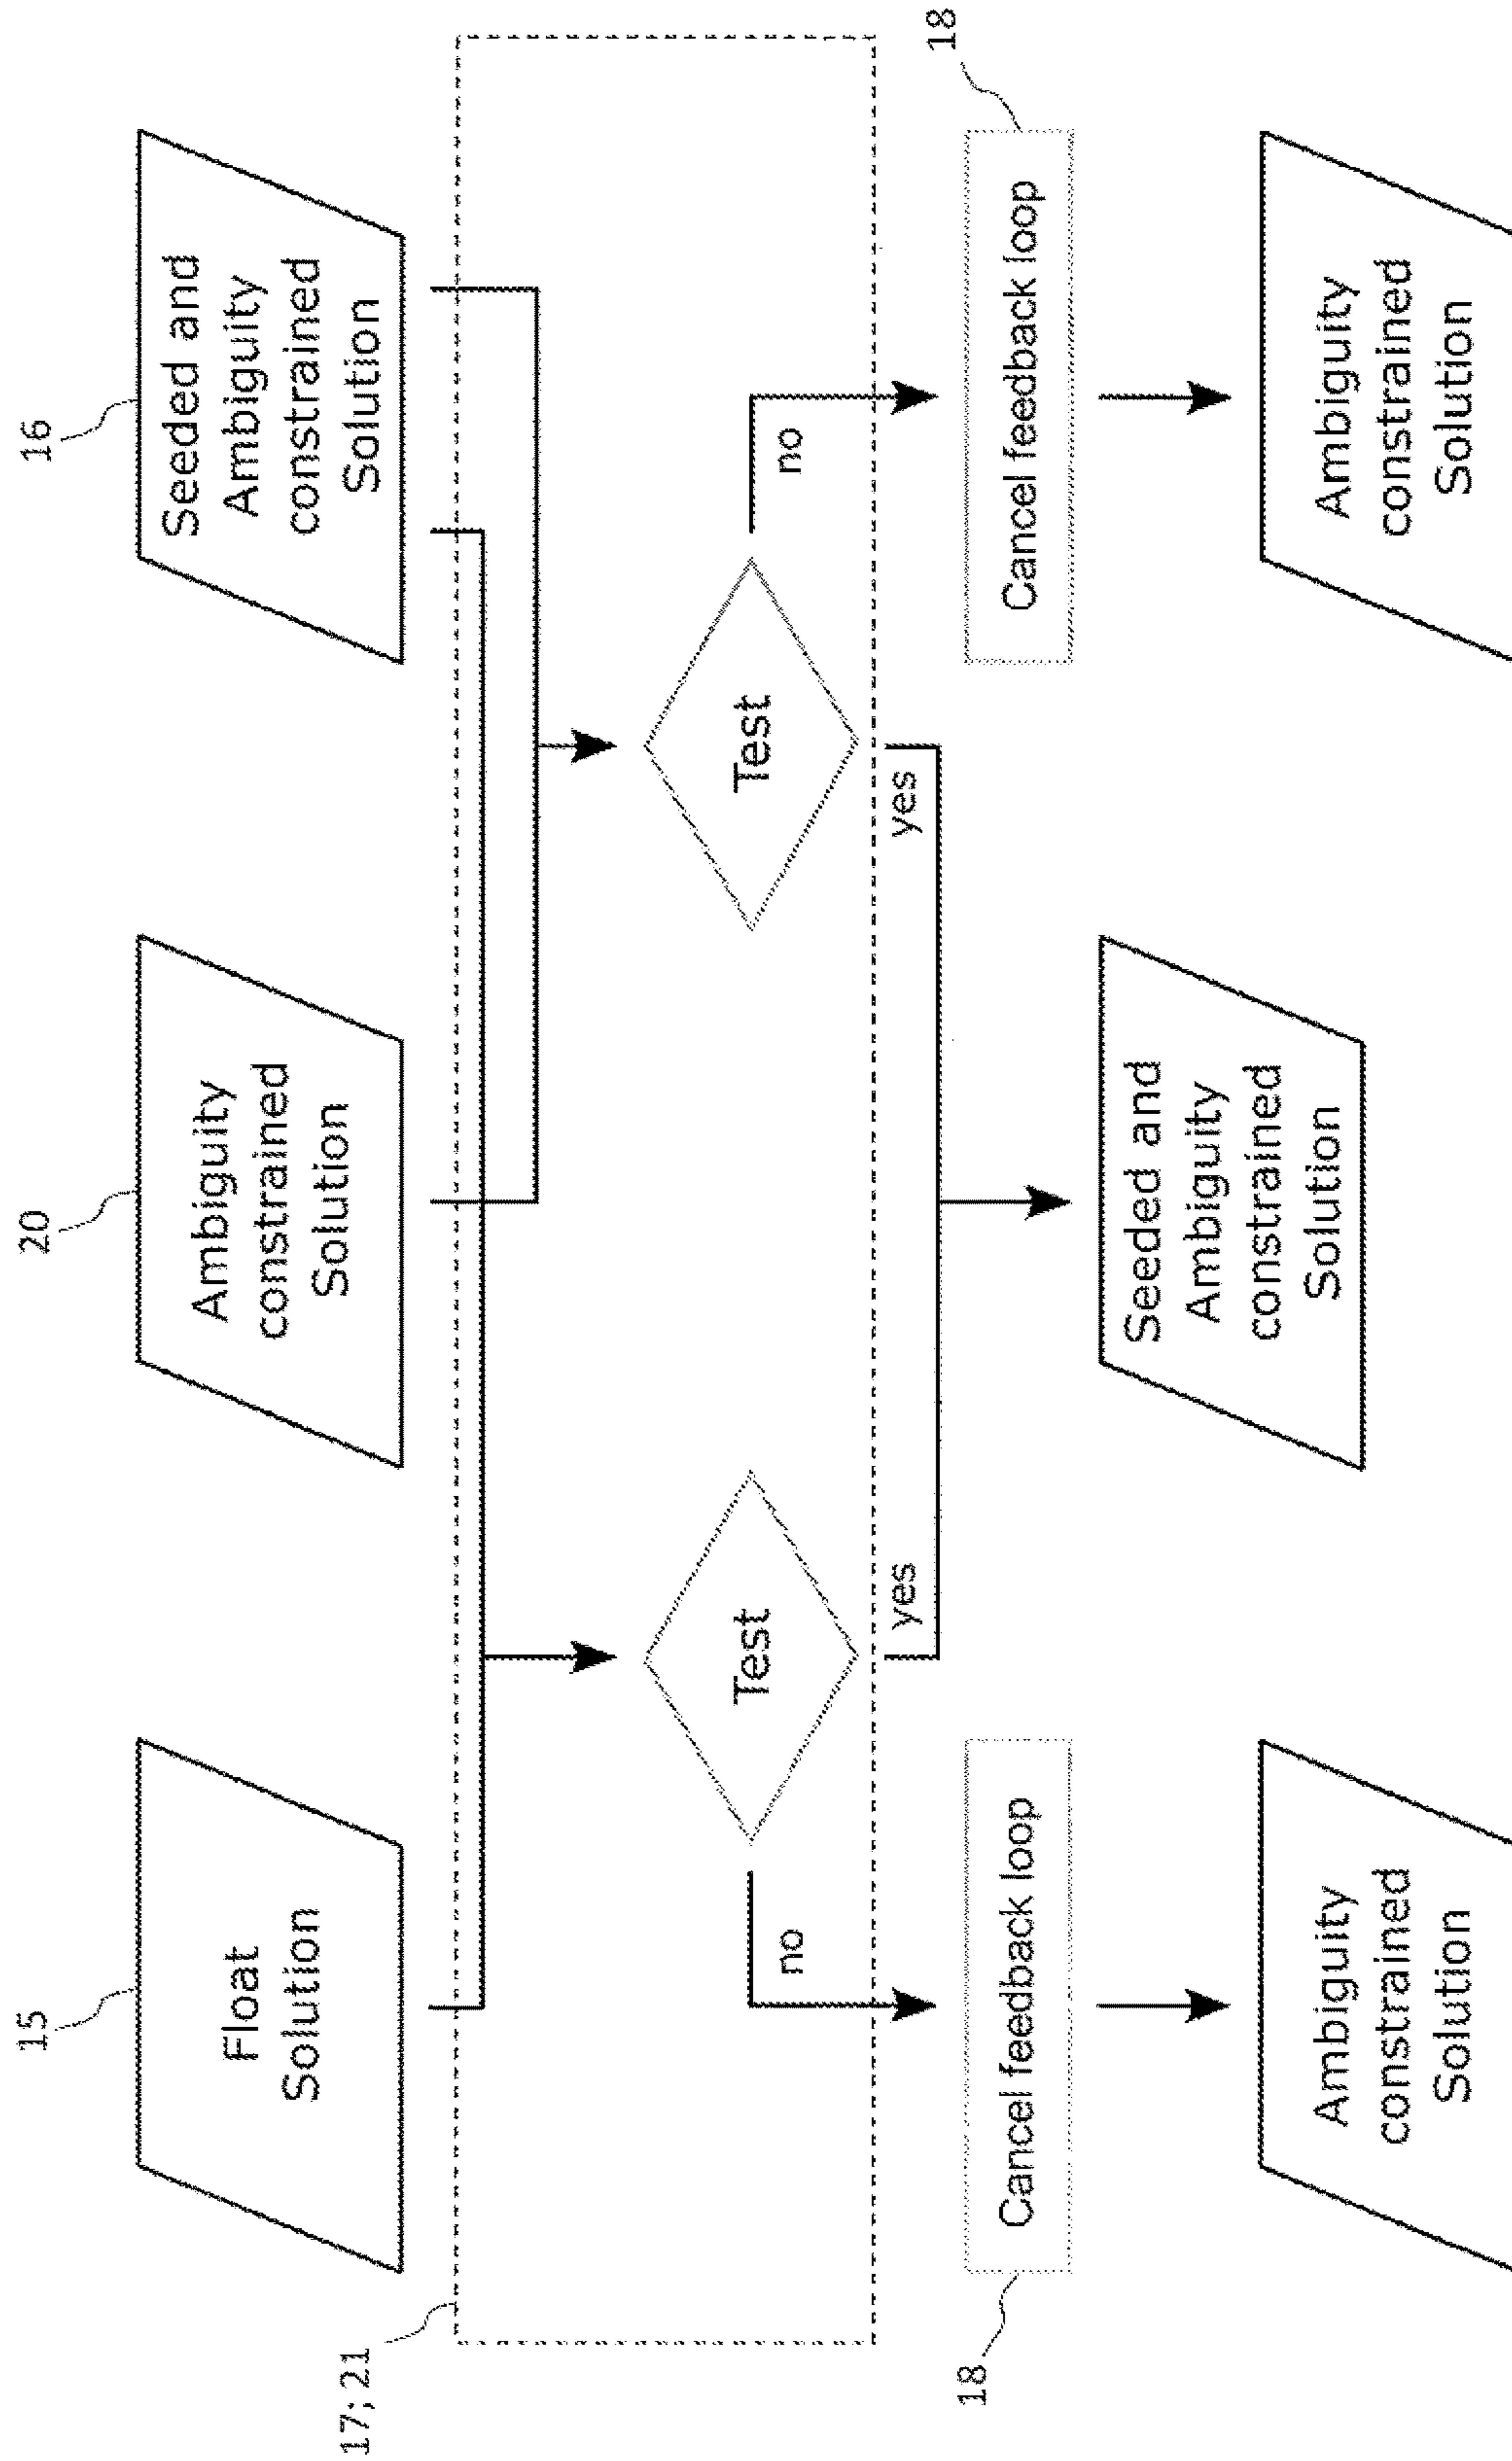 15
20
16
Float
Solution
Ambiguity
constrained
Solution
Seeded and
Ambiguity
constrained
Solution
17; 21
Test
Test
no
no
yes
yes
18
Cancel feedback loop
Cancel feedback loop
18
Seeded and
Ambiguity
constrained
Solution
Ambiguity
constrained
Solution
Ambiguity
constrained
Solution